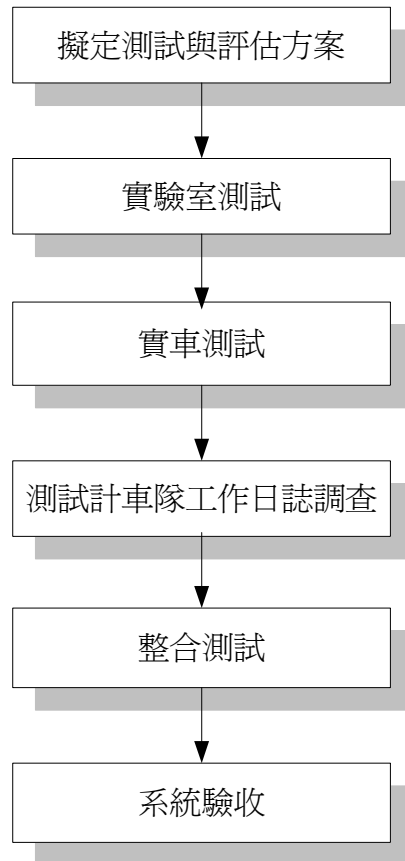 擬定測試與評估方案
實驗室測試
實車測試
測試計車隊工作日誌調查
整合測試
系統驗收